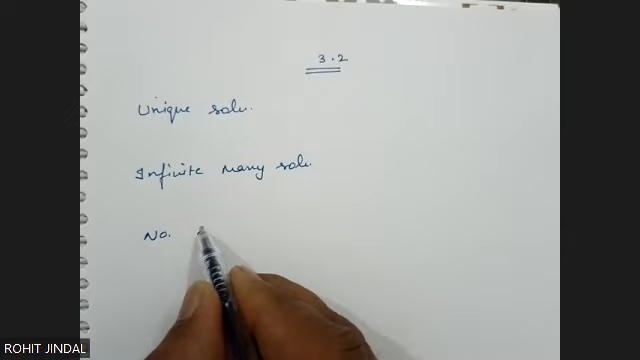 3.2
Unique soln.
Infinite many soln.
No.
ROHIT JINDAL